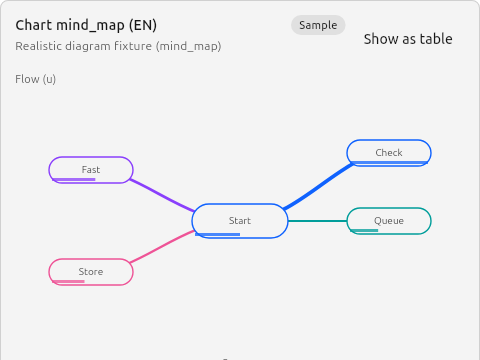 Chart mind_map (EN)
Sample
Show as table
Realistic diagram fixture (mind_map)
Flow (u)
Check
Fast
Start
Queue
Store